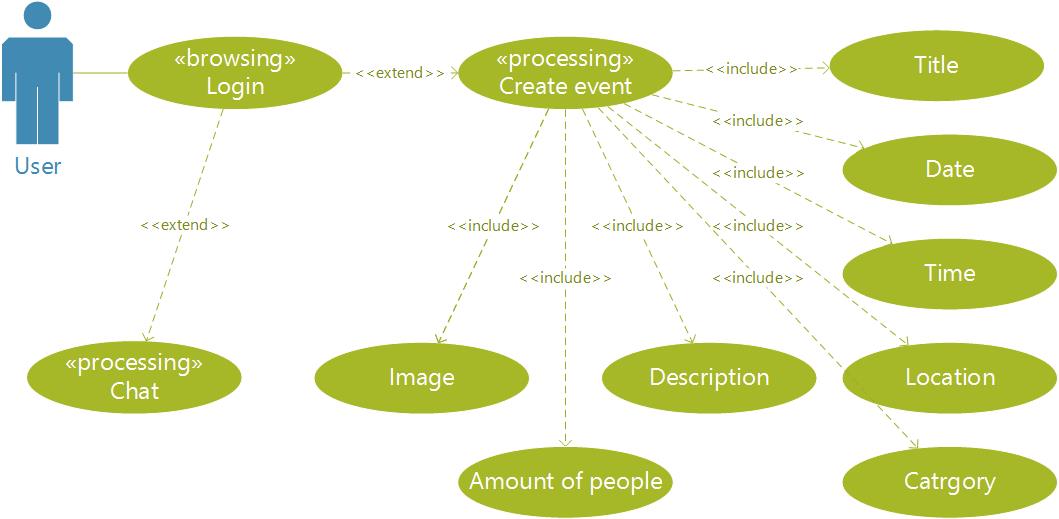 User
«browsing»
Login
<<extend>>
«processing»
Create event
<<include>>
Title
<<include>>
Date
<<include>>
Time
<<extend>>
<<include>>
<<include>>
<<include>>
<<include>>
<<include>>
«processing»
Chat
Image
Description
Location
Amount of people
Catrgory